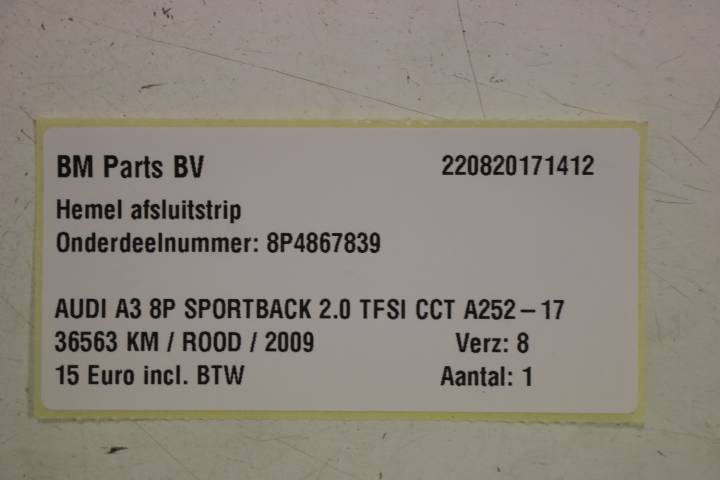 BM Parts BV 220820171412
Hemel afsluitstrip
Onderdeelnummer: 8P4867839
AUDI A3 8P SPORTBACK 2.0 TFSI CCT A252-17
36563 KM / ROOD / 2009 Verz: 8
15 Euro incl. BTW Aantal: 1